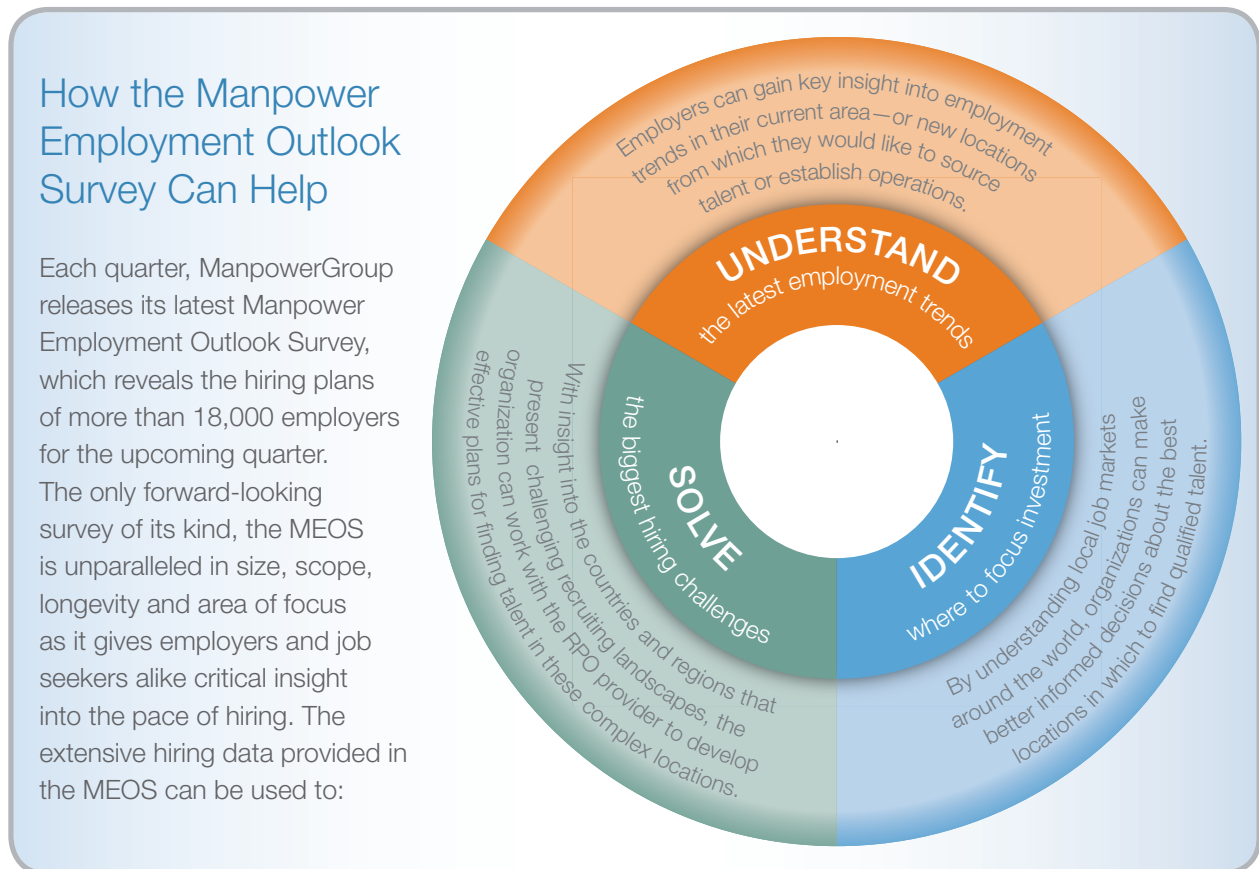 How the Manpower
Employment Outlook
Survey Can Help
Each quarter, ManpowerGroup
releases its latest Manpower
Employment Outlook Survey,
which reveals the hiring plans
of more than 18,000 employers
for the upcoming quarter.
The only forward-looking
survey of its kind, the MEOS
is unparalleled in size, scope,
longevity and area of focus
as it gives employers and job
seekers alike critical insight
into the pace of hiring. The
extensive hiring data provided in
the MEOS can be used to:
Employers can gain key insight into employment
trends in their current area—or new locations
from which they would like to source
talent or establish operations.
UNDERSTAND
the latest employment trends
IDENTIFY
where to focus investment
By understanding local job markets
around the world, organizations can make
better informed decisions about the best
locations in which to find qualified talent.
SOLVE
the biggest hiring challenges
With insight into the countries and regions that
present challenging recruiting landscapes, the
organization can work with the RPO provider to develop
effective plans for finding talent in these complex locations.